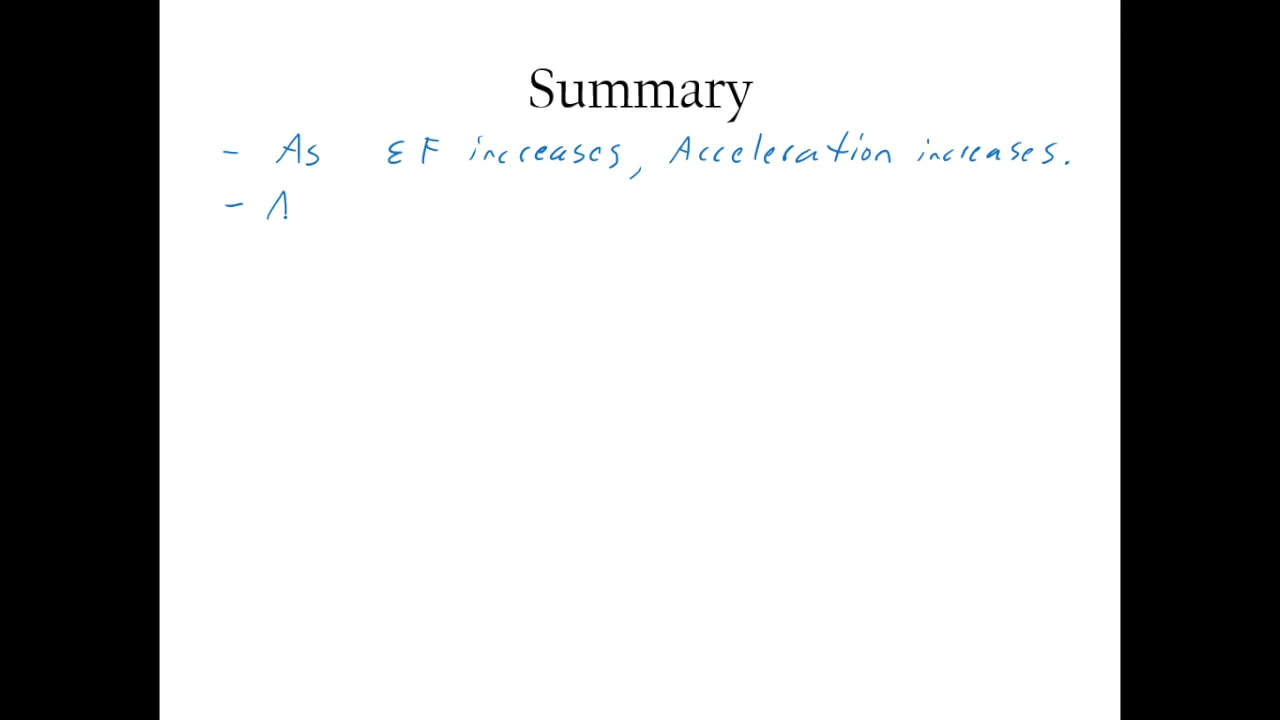 Summary
- As ΣF increases, Acceleration increases.
-